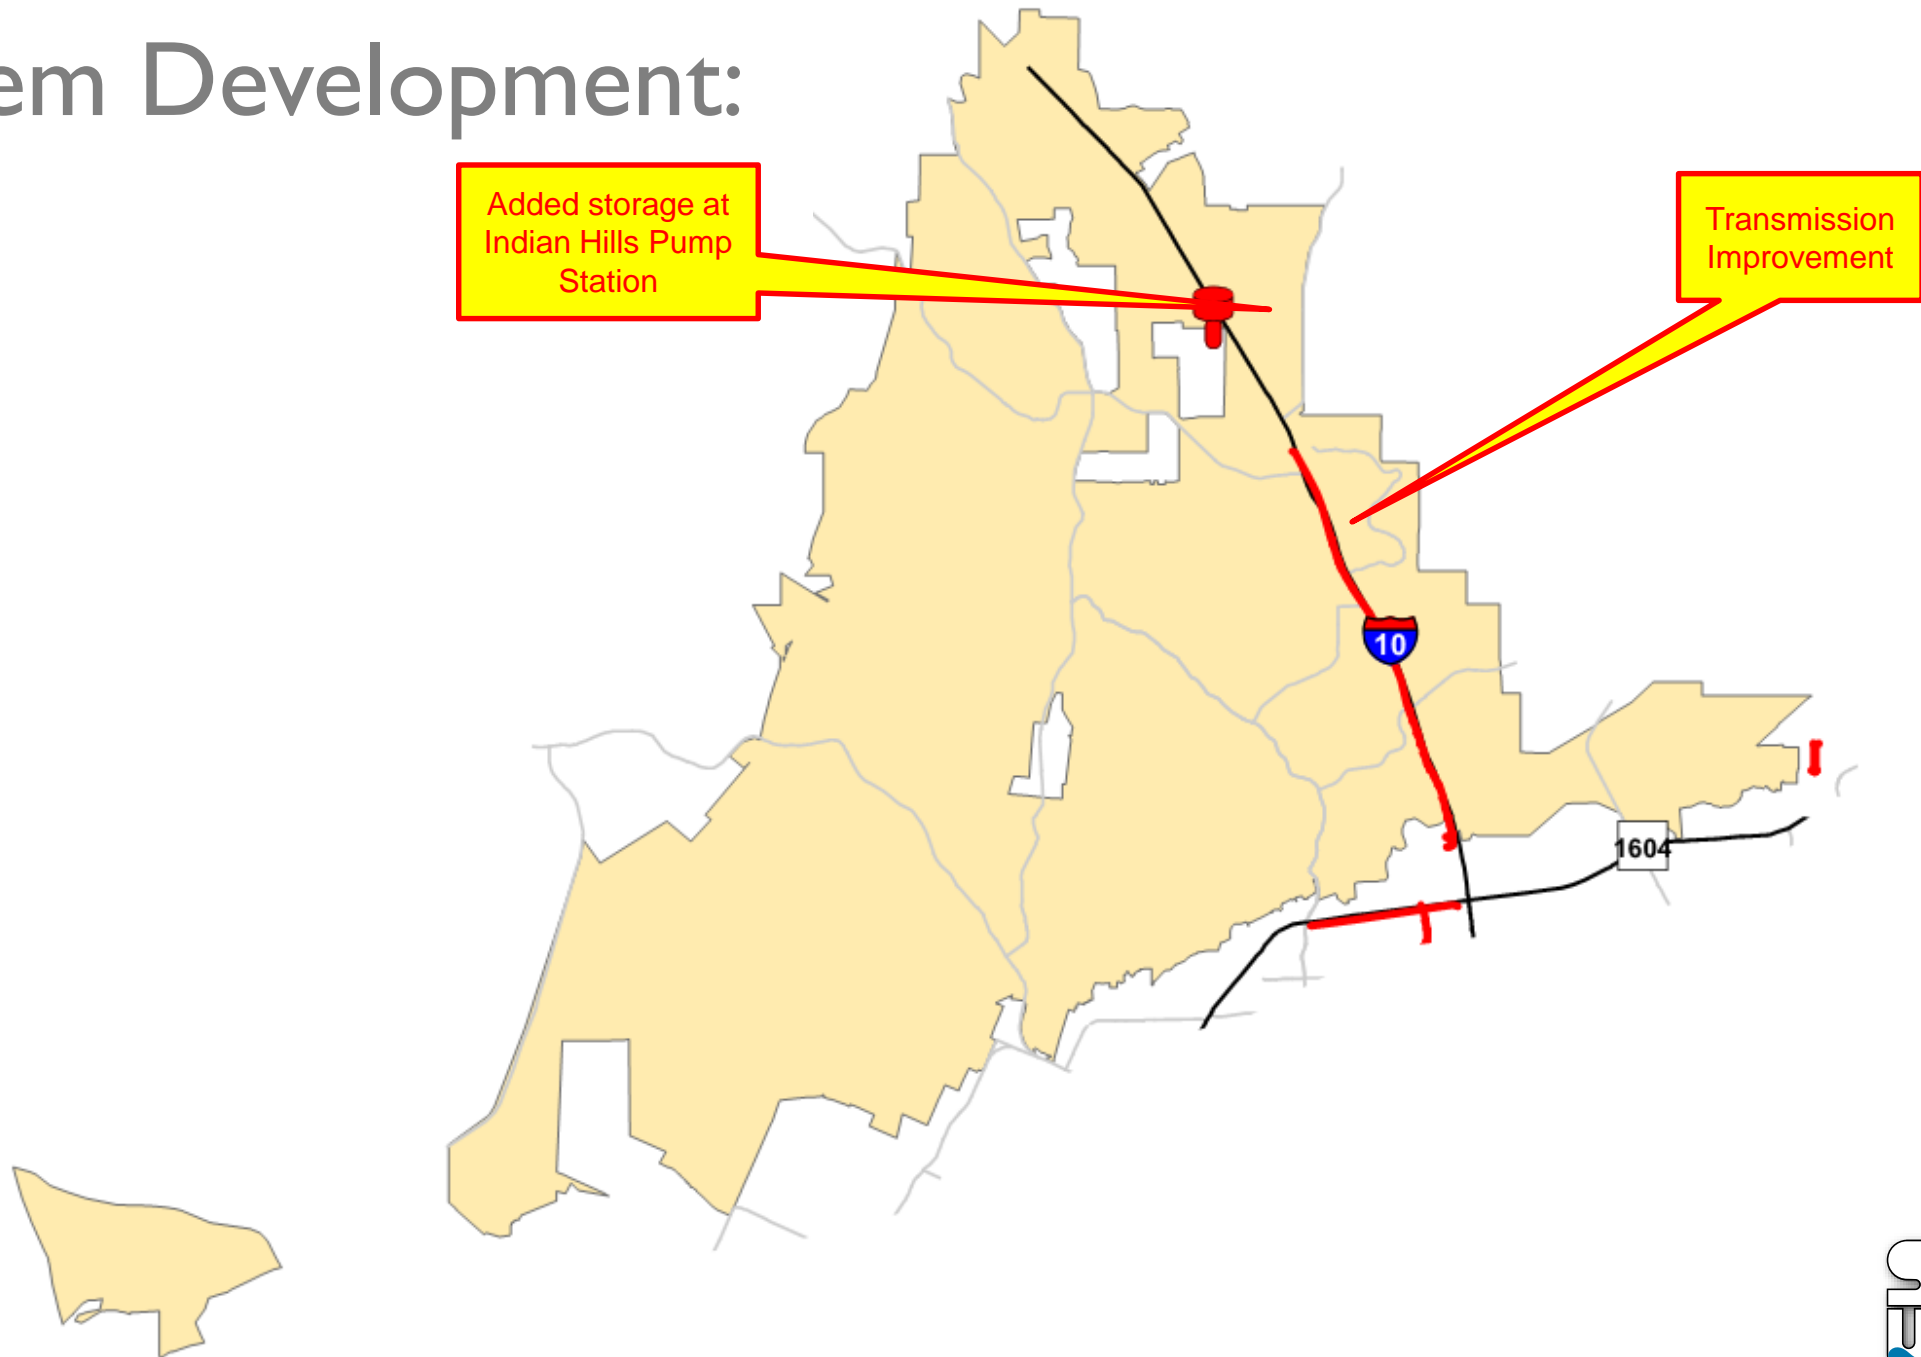 em Development:
Added storage at
Indian Hills Pump
Station
Transmission
Improvement
10
1604